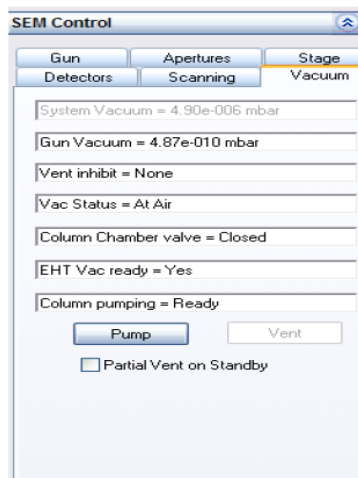 SEM Control
Gun Apertures Stage
Detectors Scanning Vacuum
System Vacuum = 4.90e-006 mbar
Gun Vacuum = 4.87e-010 mbar
Vent inhibit = None
Vac Status = At Air
Column Chamber valve = Closed
EHT Vac ready = Yes
Column pumping = Ready
Pump Vent
Partial Vent on Standby